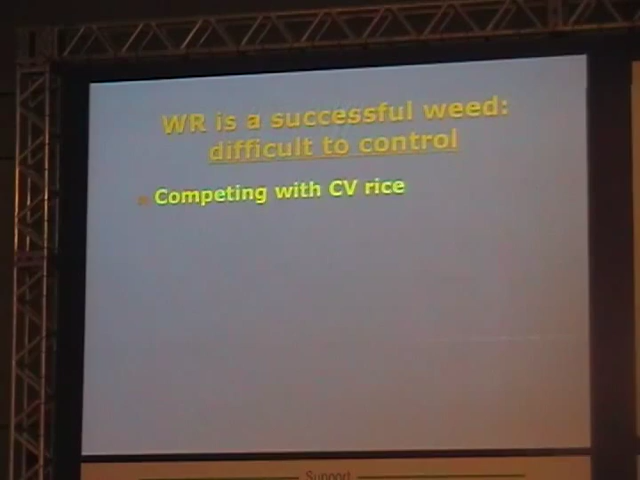 WR is a successful weed:
difficult to control
» Competing with CV rice
Support